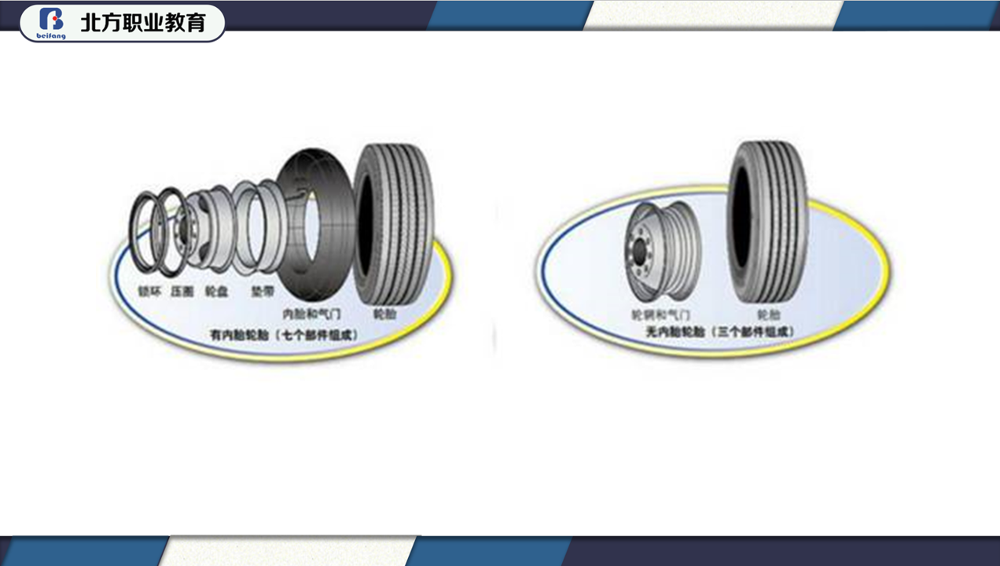 beifang
北方职业教育
锁环 压圈 轮盘 垫带
内胎和气门 轮胎
有内胎轮胎（七个部件组成）
轮辋和气门 轮胎
无内胎轮胎（三个部件组成）